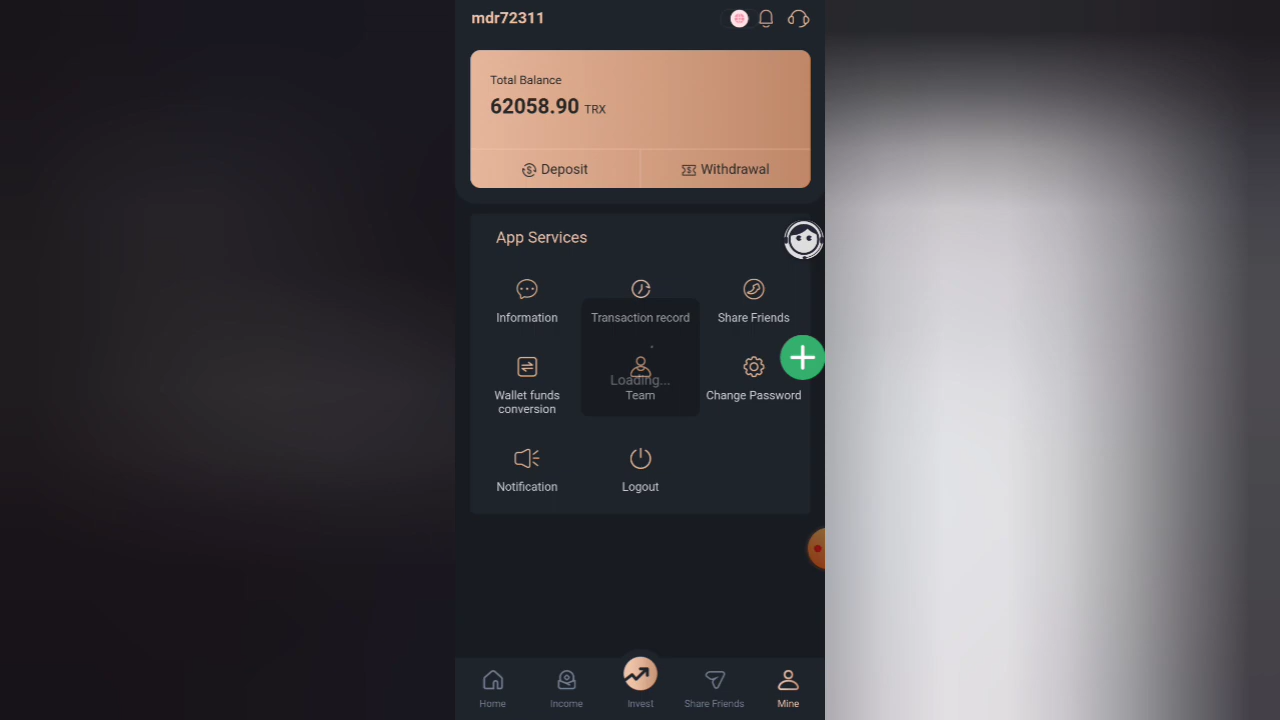 mdr72311
Total Balance
62058.90 TRX
Deposit
Withdrawal
App Services
Information
Transaction record
Share Friends
Wallet funds
conversion
Loading...
Team
Change Password
Notification
Logout
Home
Income
Invest
Share Friends
Mine